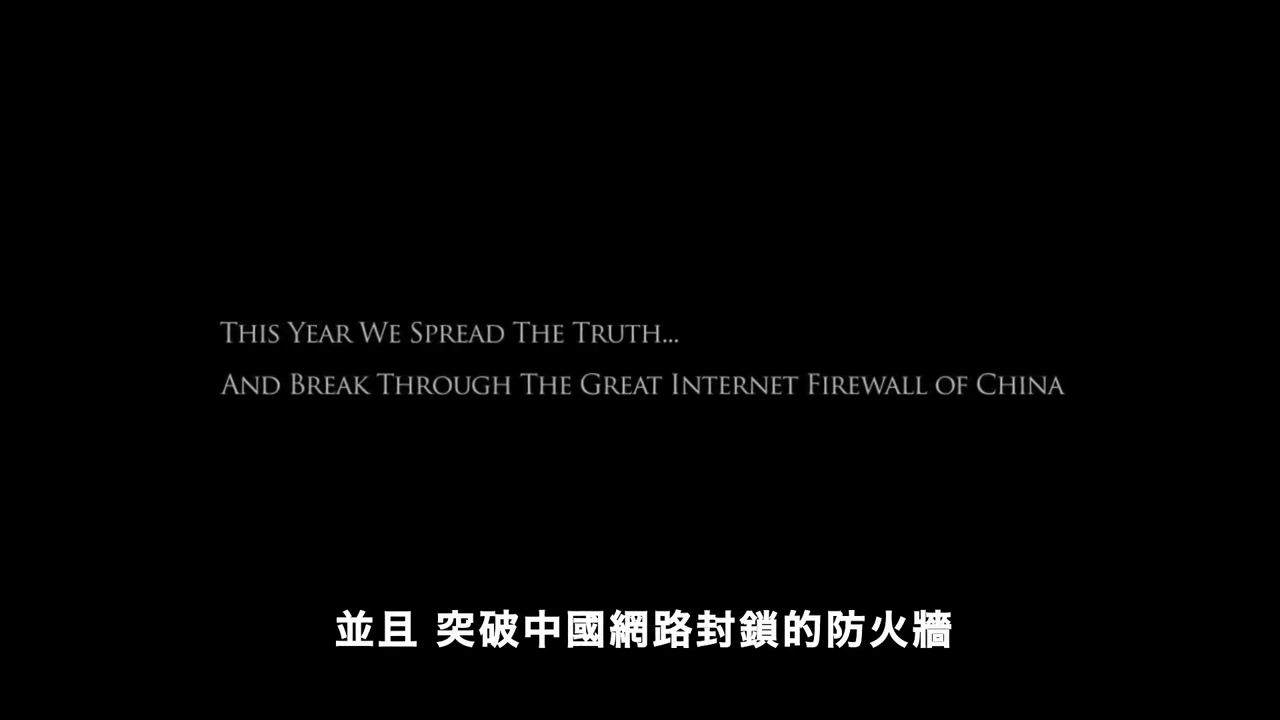 This Year We Spread The Truth...
And Break Through The Great Internet Firewall of China
並且 突破中國網路封鎖的防火牆